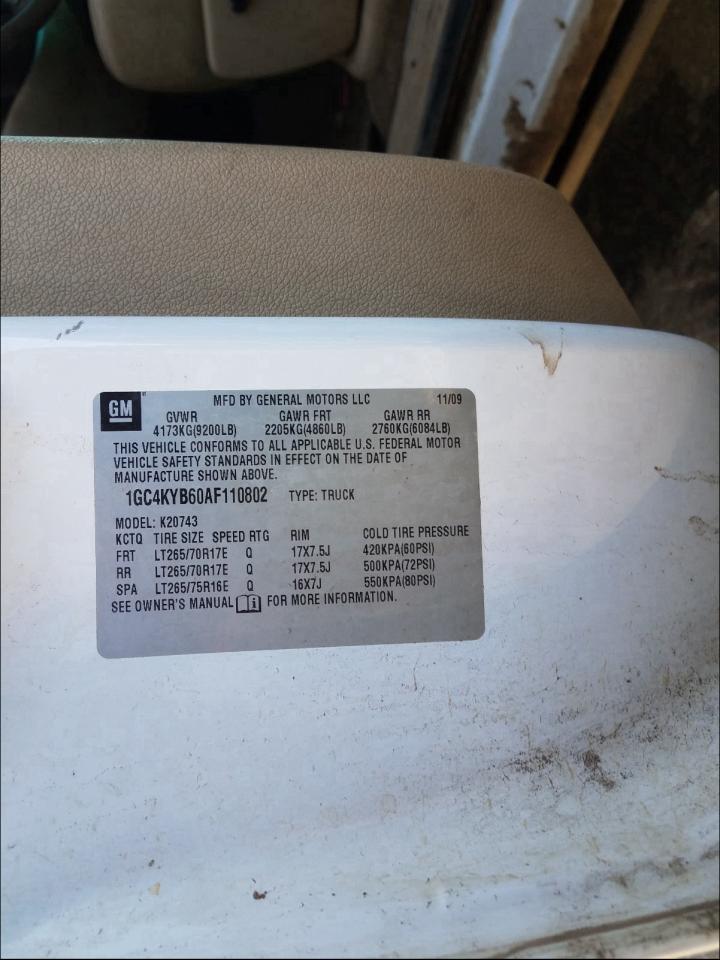 GM
MFD BY GENERAL MOTORS LLC 11/09
GVWR GAWR FRT GAWR RR
4173KG(9200LB) 2205KG(4860LB) 2760KG(6084LB)
THIS VEHICLE CONFORMS TO ALL APPLICABLE U.S. FEDERAL MOTOR
VEHICLE SAFETY STANDARDS IN EFFECT ON THE DATE OF
MANUFACTURE SHOWN ABOVE.
1GC4KYB60AF110802 TYPE: TRUCK
MODEL: K20743
KCTQ TIRE SIZE SPEED RTG RIM COLD TIRE PRESSURE
FRT LT265/70R17E Q 17X7.5J 420KPA(60PSI)
RR LT265/70R17E Q 17X7.5J 500KPA(72PSI)
SPA LT265/75R16E Q 16X7J 550KPA(80PSI)
SEE OWNER'S MANUAL FOR MORE INFORMATION.